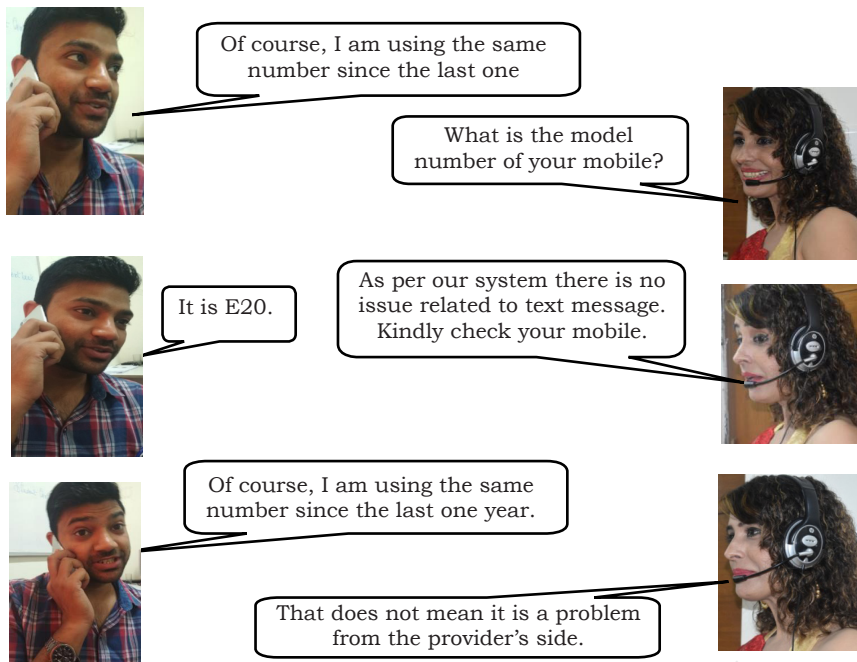 Of course, I am using the same
number since the last one
What is the model
number of your mobile?
It is E20.
As per our system there is no
issue related to text message.
Kindly check your mobile.
Of course, I am using the same
number since the last one year.
That does not mean it is a problem
from the provider's side.